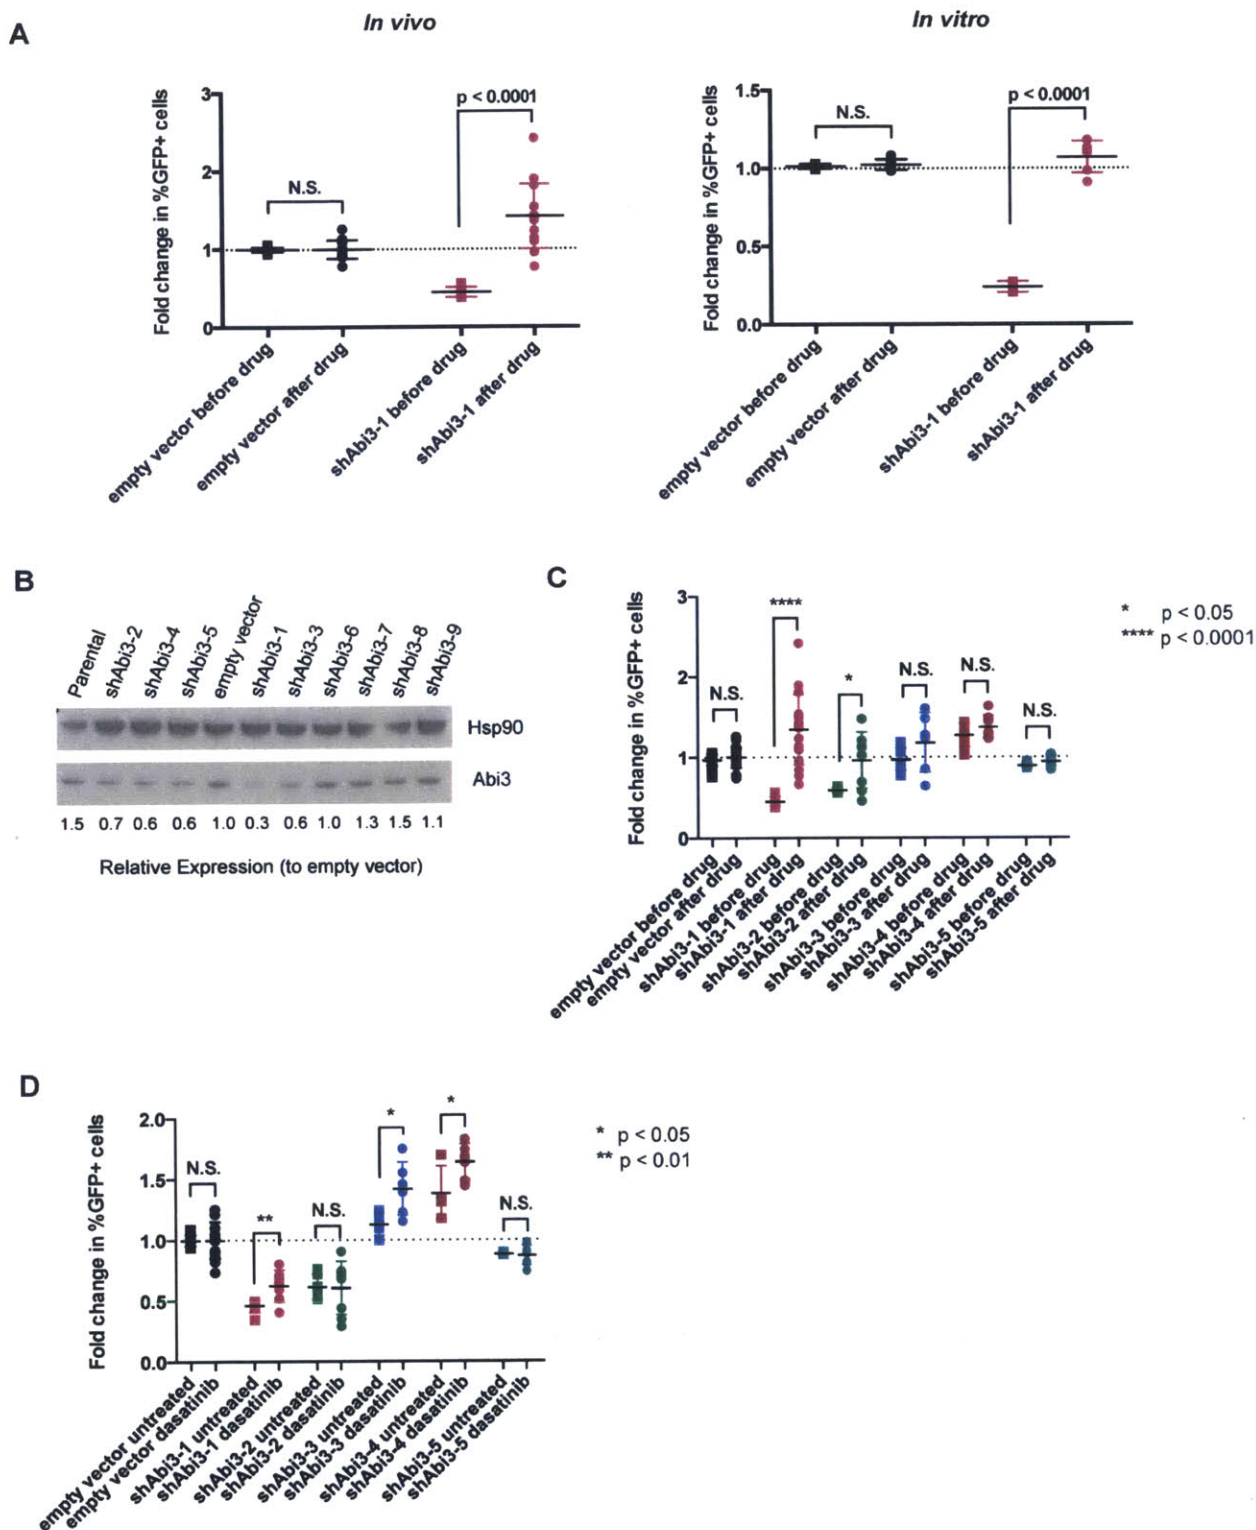 A
In vivo
In vitro
Fold change in %GFP+ cells
3
2
1
0
N.S.
p < 0.0001
empty vector before drug
empty vector after drug
shAbi3-1 before drug
shAbi3-1 after drug
Fold change in %GFP+ cells
1.5
1.0
0.5
0.0
N.S.
p < 0.0001
empty vector before drug
empty vector after drug
shAbi3-1 before drug
shAbi3-1 after drug
B
Parental
shAbi3-2
shAbi3-4
shAbi3-5
empty vector
shAbi3-1
shAbi3-3
shAbi3-6
shAbi3-7
shAbi3-8
shAbi3-9
Hsp90
Abi3
1.5 0.7 0.6 0.6 1.0 0.3 0.6 1.0 1.3 1.5 1.1
Relative Expression (to empty vector)
C
Fold change in %GFP+ cells
3
2
1
0
N.S.
****
*
N.S.
N.S.
N.S.
* p < 0.05
**** p < 0.0001
empty vector before drug
empty vector after drug
shAbi3-1 before drug
shAbi3-1 after drug
shAbi3-2 before drug
shAbi3-2 after drug
shAbi3-3 before drug
shAbi3-3 after drug
shAbi3-4 before drug
shAbi3-4 after drug
shAbi3-5 before drug
shAbi3-5 after drug
D
Fold change in %GFP+ cells
2.0
1.5
1.0
0.5
0.0
N.S.
**
N.S.
*
*
N.S.
* p < 0.05
** p < 0.01
empty vector untreated
empty vector dasatinib
shAbi3-1 untreated
shAbi3-1 dasatinib
shAbi3-2 untreated
shAbi3-2 dasatinib
shAbi3-3 untreated
shAbi3-3 dasatinib
shAbi3-4 untreated
shAbi3-4 dasatinib
shAbi3-5 untreated
shAbi3-5 dasatinib